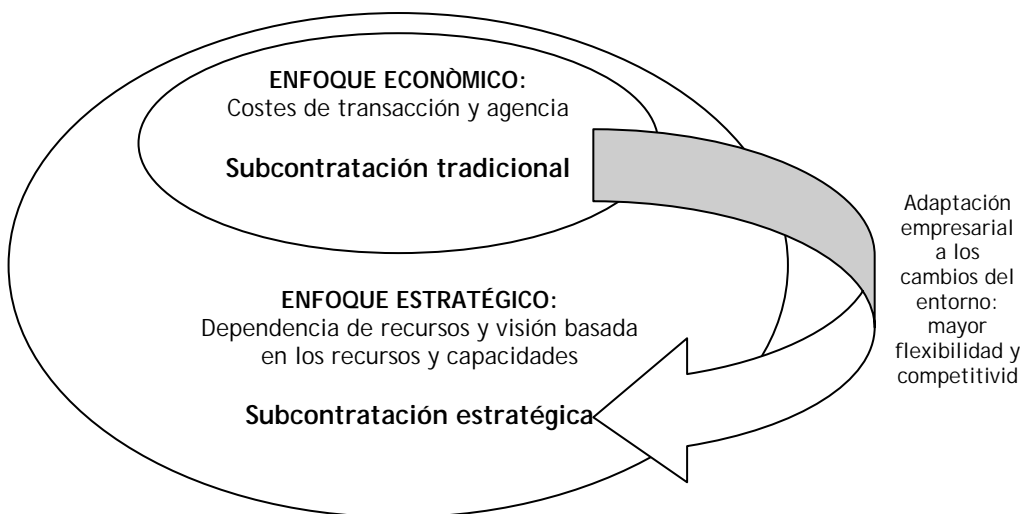 ENFOQUE ECONÒMICO:
Costes de transacción y agencia
Subcontratación tradicional
ENFOQUE ESTRATÉGICO:
Dependencia de recursos y visión basada
en los recursos y capacidades
Subcontratación estratégica
Adaptación
empresarial
a los
cambios del
entorno:
mayor
flexibilidad y
competitivid